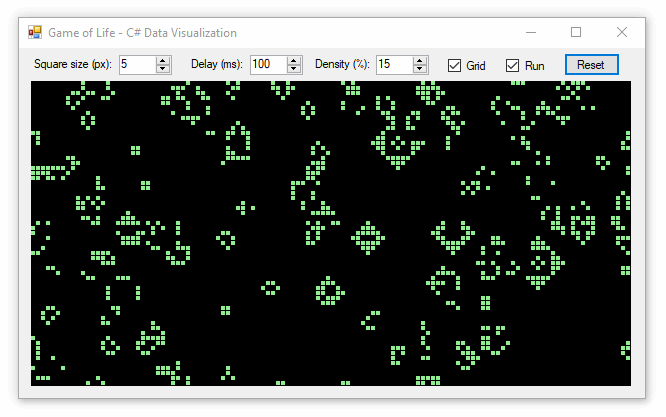 Game of Life - C# Data Visualization
Square size (px): 5 Delay (ms): 100 Density (%): 15 Grid Run Reset